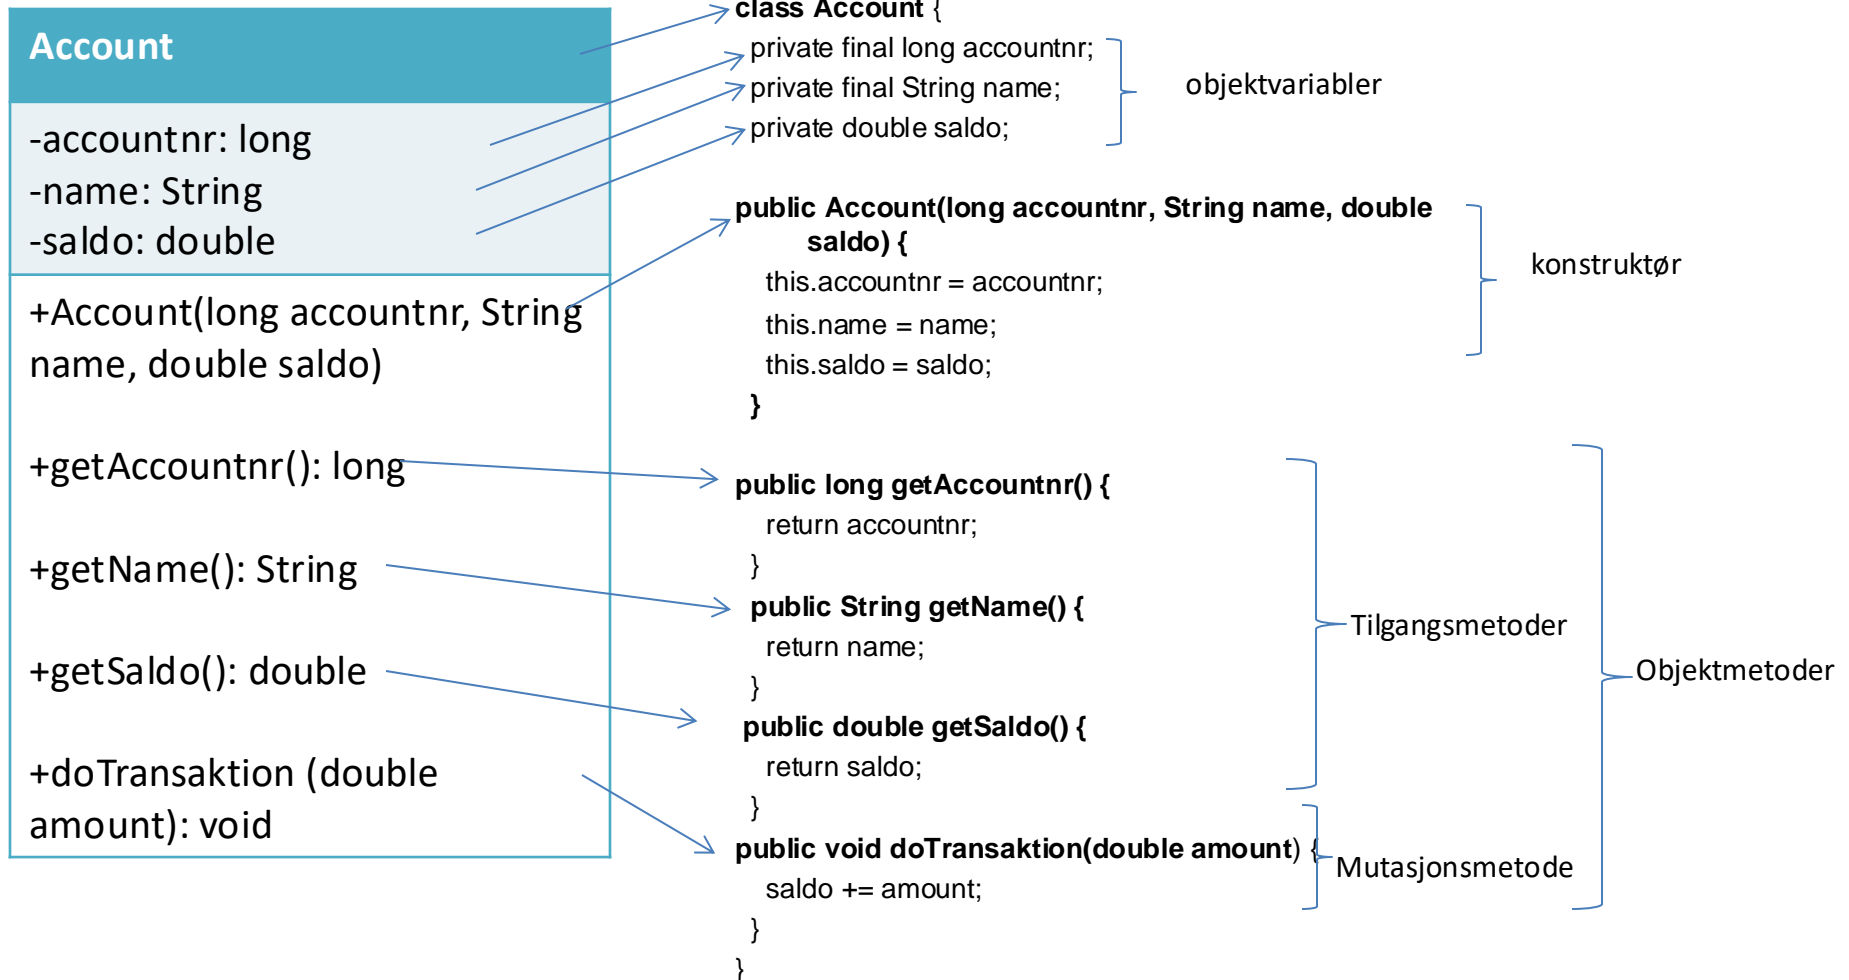 Account
-accountnr: long
-name: String
-saldo: double
+Account(long accountnr, String
name, double saldo)
+getAccountnr(): long
+getName(): String
+getSaldo(): double
+doTransaktion (double
amount): void
class Account {
private final long accountnr;
private final String name;
private double saldo;
objektvariabler
public Account(long accountnr, String name, double
saldo) {
this.accountnr = accountnr;
this.name = name;
this.saldo = saldo;
}
konstruktør
public long getAccountnr() {
return accountnr;
}
public String getName() {
return name;
}
public double getSaldo() {
return saldo;
}
public void doTransaktion(double amount) {
saldo += amount;
}
}
Tilgangsmetoder
Mutasjonsmetode
Objektmetoder